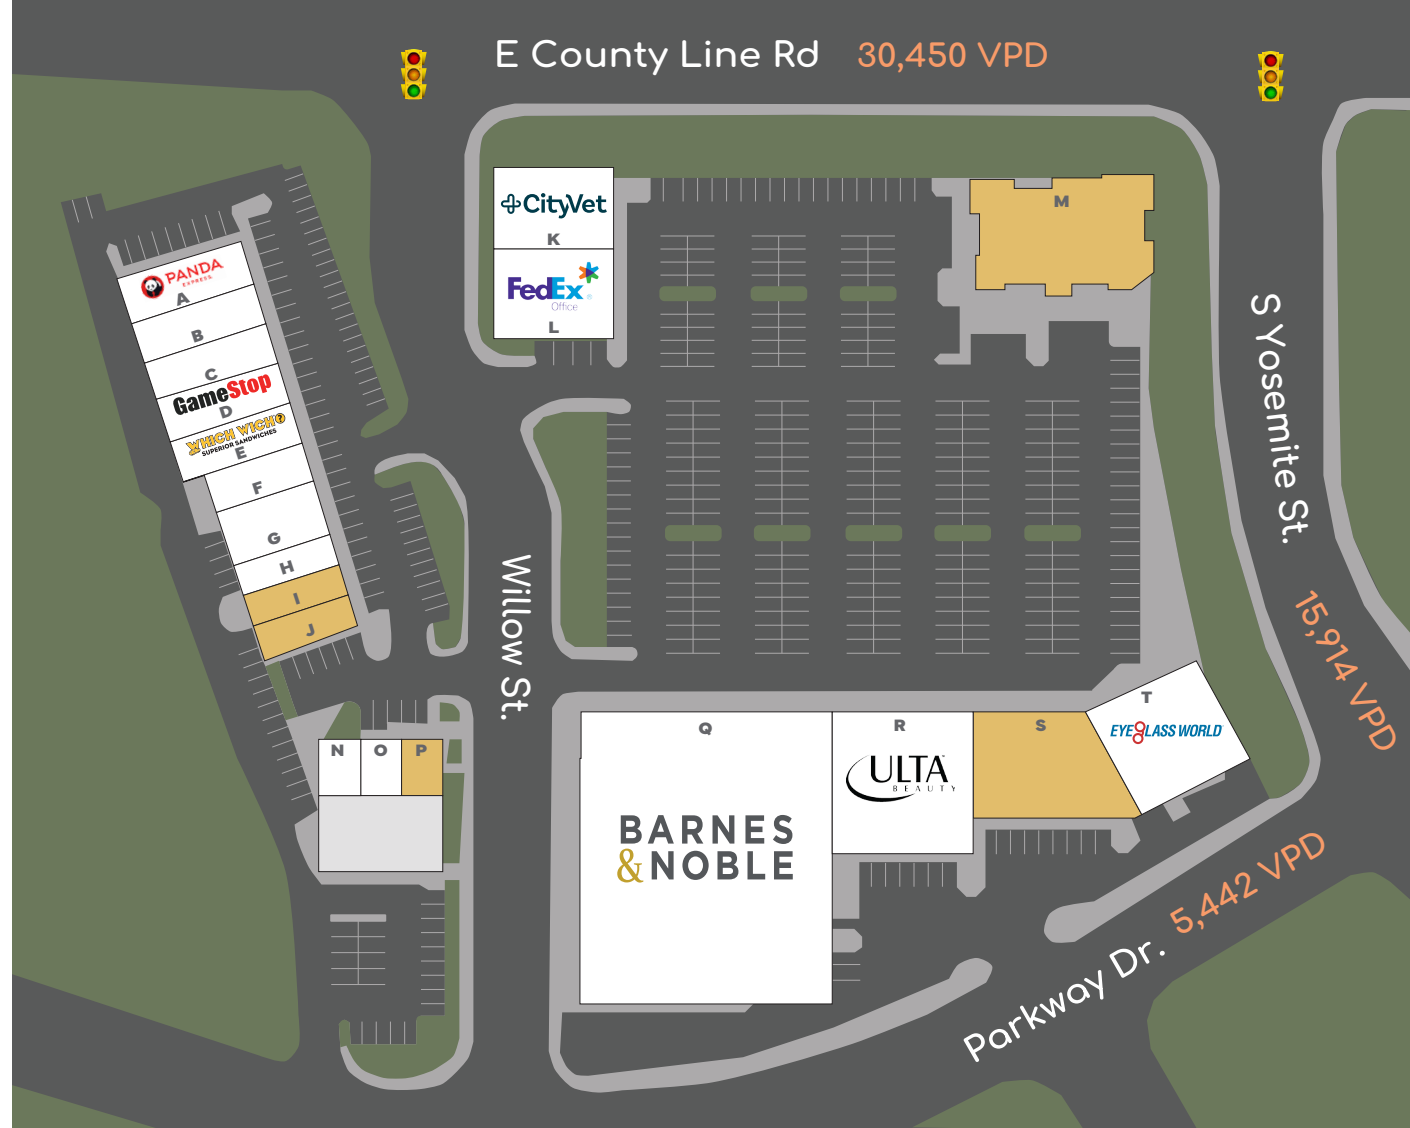 E County Line Rd 30,450 VPD
CityVet
K
FedEx
Office
L
M
PANDA
EXPRESS
A
B
C
GameStop
D
WHICH WICH?
SUPERIOR SANDWICHES
E
F
G
H
I
J
S Yosemite St.
15,914 VPD
Willow St.
N
O
P
Q
BARNES
& NOBLE
R
ULTA
BEAUTY
S
T
EYEGLASS WORLD
Parkway Dr. 5,442 VPD